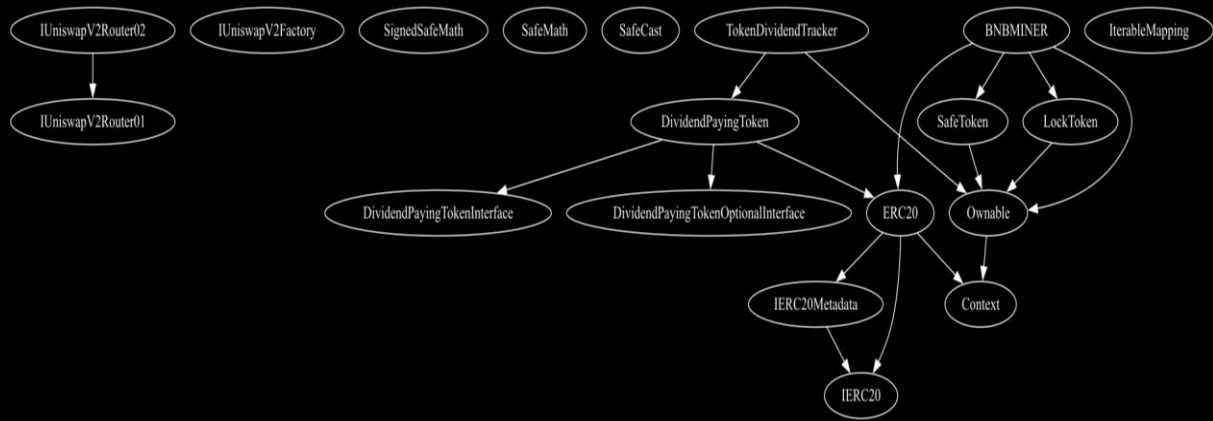 IUniswapV2Router02
IUniswapV2Factory
SignedSafeMath
SafeMath
SafeCast
TokenDividendTracker
BNBMINER
IterableMapping
IUniswapV2Router01
DividendPayingToken
SafeToken
LockToken
DividendPayingTokenInterface
DividendPayingTokenOptionalInterface
ERC20
Ownable
IERC20Metadata
Context
IERC20